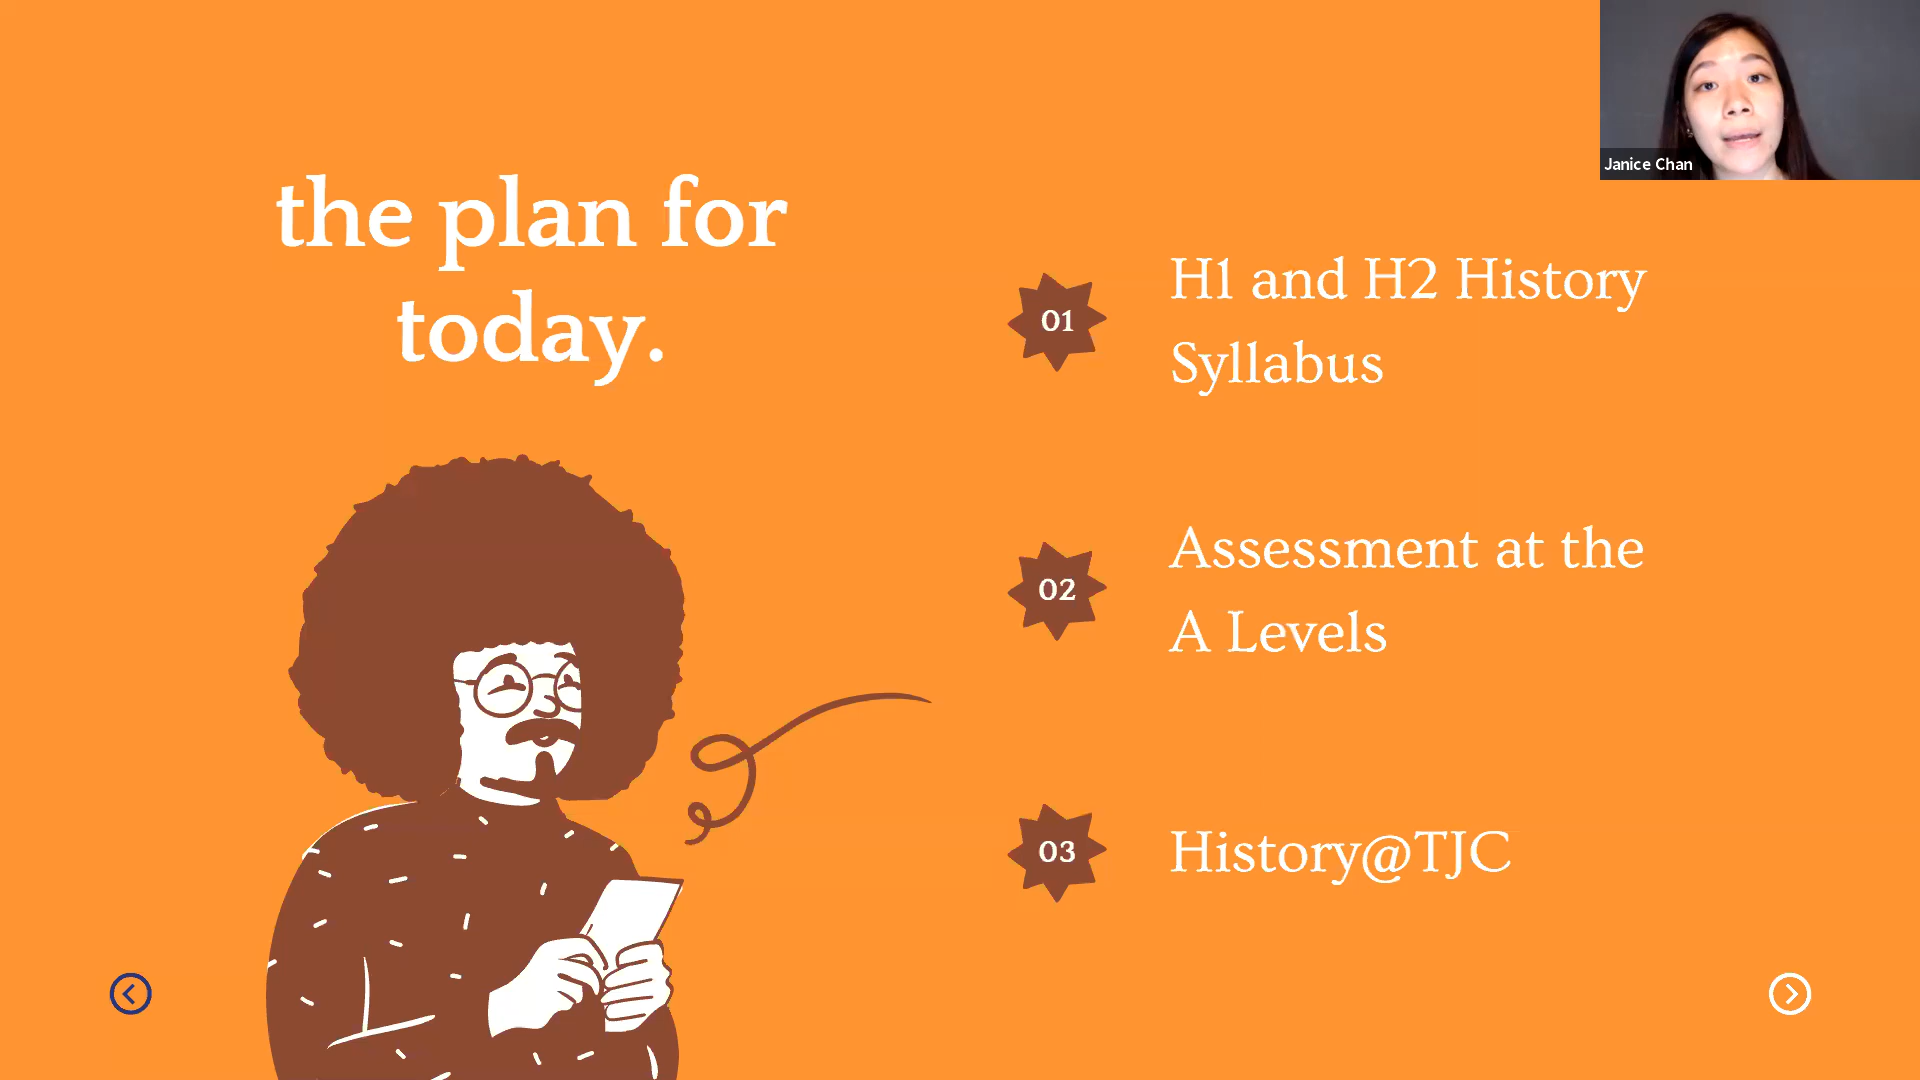 the plan for
today.
01
H1 and H2 History
Syllabus
02
Assessment at the
A Levels
03
History@TJC
Janice Chan